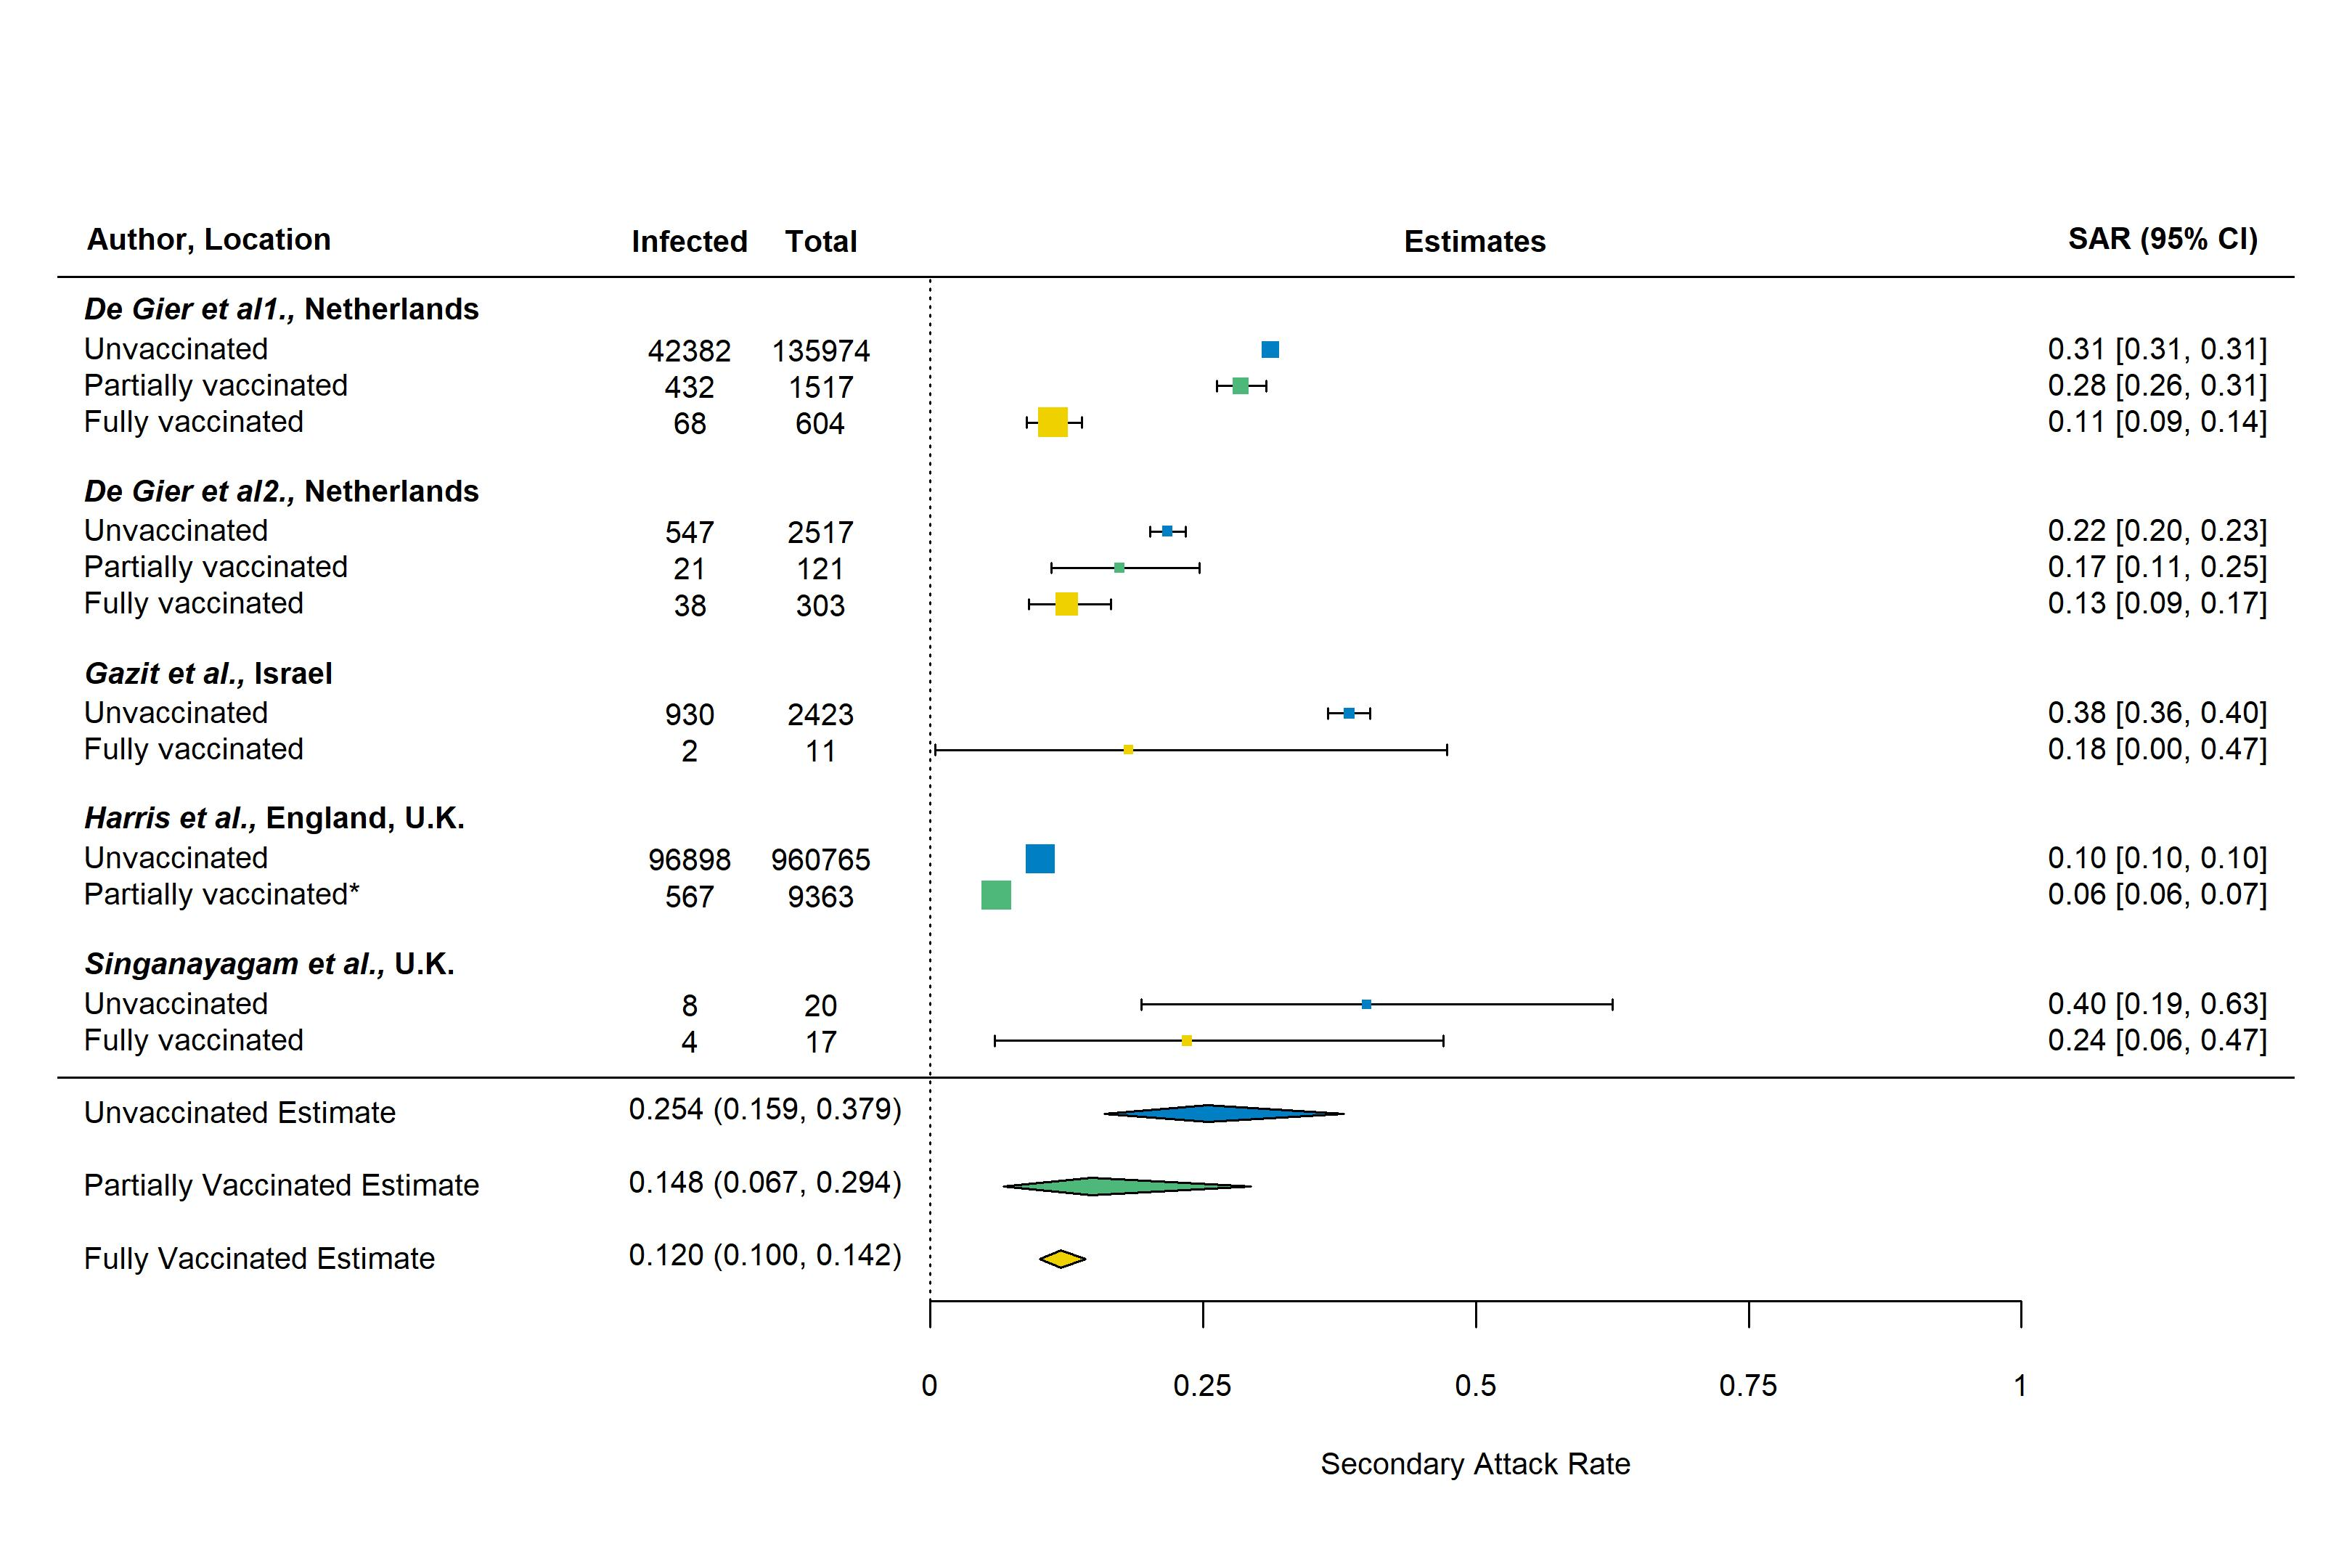 Author, Location Infected Total Estimates SAR (95% CI)
De Gier et al1., Netherlands
Unvaccinated 42382 135974 0.31 [0.31, 0.31]
Partially vaccinated 432 1517 0.28 [0.26, 0.31]
Fully vaccinated 68 604 0.11 [0.09, 0.14]
De Gier et al2., Netherlands
Unvaccinated 547 2517 0.22 [0.20, 0.23]
Partially vaccinated 21 121 0.17 [0.11, 0.25]
Fully vaccinated 38 303 0.13 [0.09, 0.17]
Gazit et al., Israel
Unvaccinated 930 2423 0.38 [0.36, 0.40]
Fully vaccinated 2 11 0.18 [0.00, 0.47]
Harris et al., England, U.K.
Unvaccinated 96898 960765 0.10 [0.10, 0.10]
Partially vaccinated* 567 9363 0.06 [0.06, 0.07]
Singanayagam et al., U.K.
Unvaccinated 8 20 0.40 [0.19, 0.63]
Fully vaccinated 4 17 0.24 [0.06, 0.47]
Unvaccinated Estimate 0.254 (0.159, 0.379)
Partially Vaccinated Estimate 0.148 (0.067, 0.294)
Fully Vaccinated Estimate 0.120 (0.100, 0.142)
0 0.25 0.5 0.75 1
Secondary Attack Rate